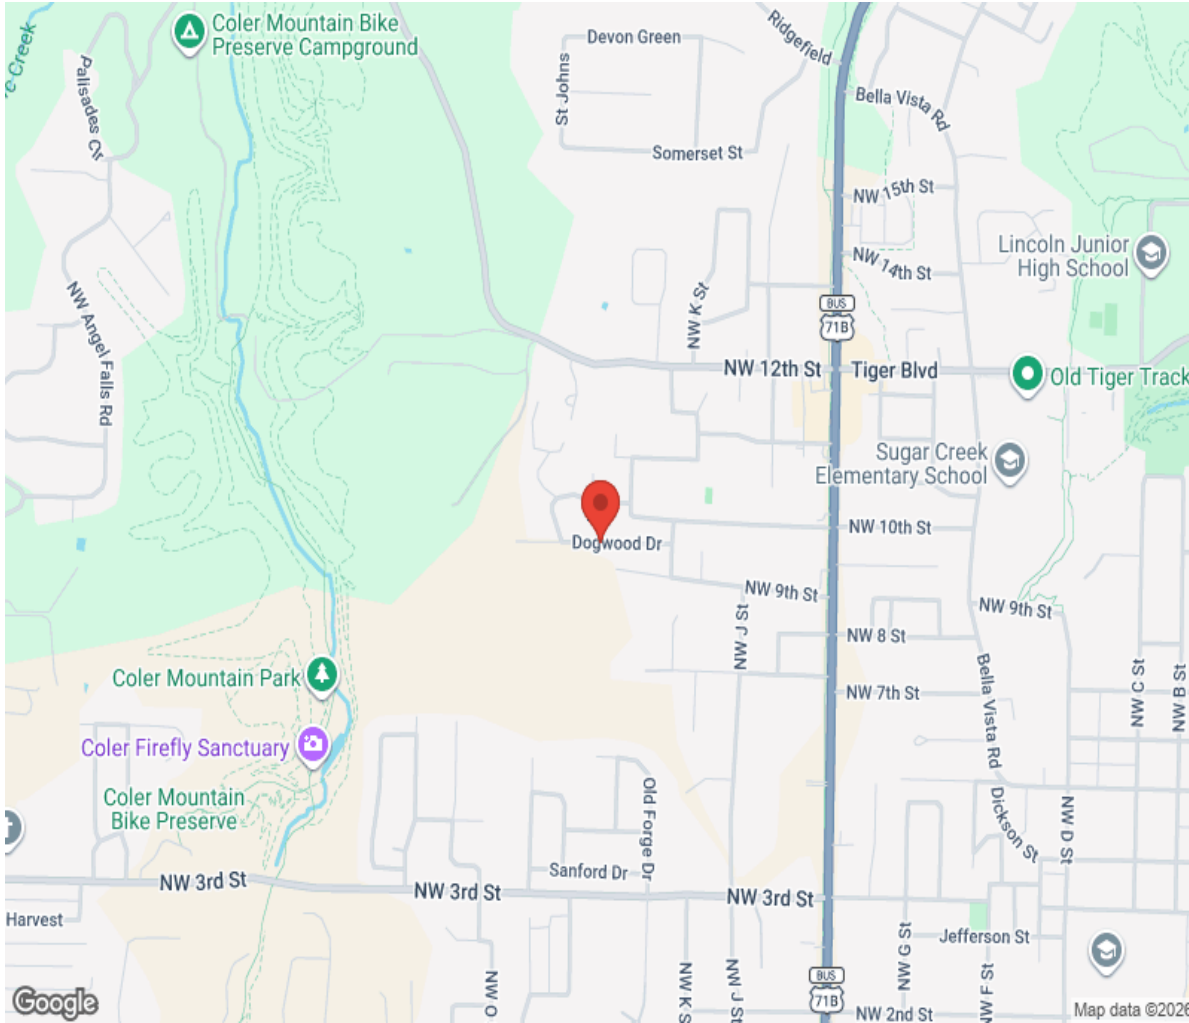 Coler Mountain Bike
Preserve Campground
Devon Green
Ridgefield
St Johns
Palisades Cir
Bella Vista Rd
Somerset St
NW 15th St
Lincoln Junior
High School
NW 14th St
NW K St
NW Angel Falls Rd
BUS
71B
NW 12th St
Tiger Blvd
Old Tiger Track
Sugar Creek
Elementary School
NW 10th St
Dogwood Dr
NW 9th St
NW 9th St
NW J St
NW 8 St
Coler Mountain Park
NW 7th St
Bella Vista Rd
NW C St
NW B St
Coler Firefly Sanctuary
Coler Mountain
Bike Preserve
Old Forge Dr
Dickson St
NW D St
Sanford Dr
NW 3rd St
NW 3rd St
NW 3rd St
Harvest
Jefferson St
NW G St
NW F St
NW O
NW K S
NW J St
BUS
71B
NW 2nd St
Google
Map data ©2026